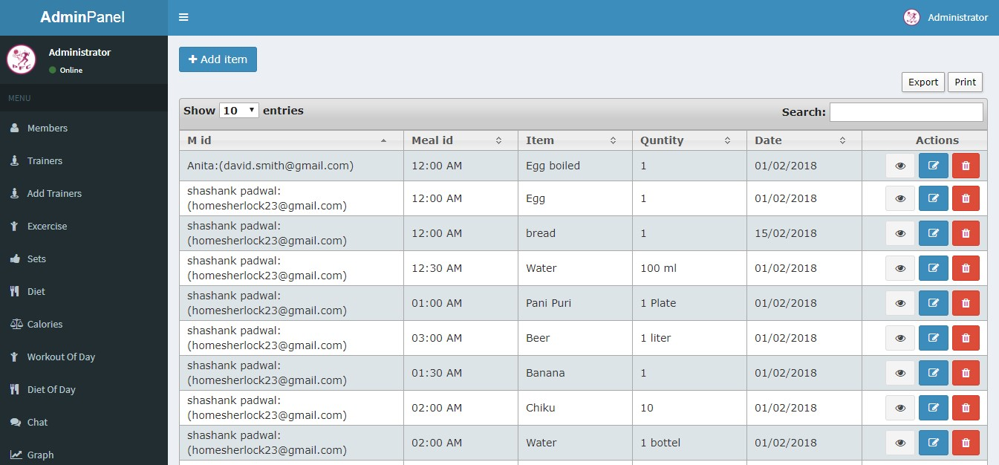 AdminPanel
Administrator
Administrator
Online
MENU
Members
Trainers
Add Trainers
Excercise
Sets
Diet
Calories
Workout Of Day
Diet Of Day
Chat
Graph
Add item
Export Print
Show 10 entries Search:
M id Meal id Item Quntity Date Actions
Anita:(david.smith@gmail.com) 12:00 AM Egg boiled 1 01/02/2018
shashank padwal:
(homesherlock23@gmail.com) 12:00 AM Egg 1 01/02/2018
shashank padwal:
(homesherlock23@gmail.com) 12:00 AM bread 1 15/02/2018
shashank padwal:
(homesherlock23@gmail.com) 12:30 AM Water 100 ml 01/02/2018
shashank padwal:
(homesherlock23@gmail.com) 01:00 AM Pani Puri 1 Plate 01/02/2018
shashank padwal:
(homesherlock23@gmail.com) 03:00 AM Beer 1 liter 01/02/2018
shashank padwal:
(homesherlock23@gmail.com) 01:30 AM Banana 1 01/02/2018
shashank padwal:
(homesherlock23@gmail.com) 02:00 AM Chiku 10 01/02/2018
shashank padwal:
(homesherlock23@gmail.com) 02:00 AM Water 1 bottel 01/02/2018